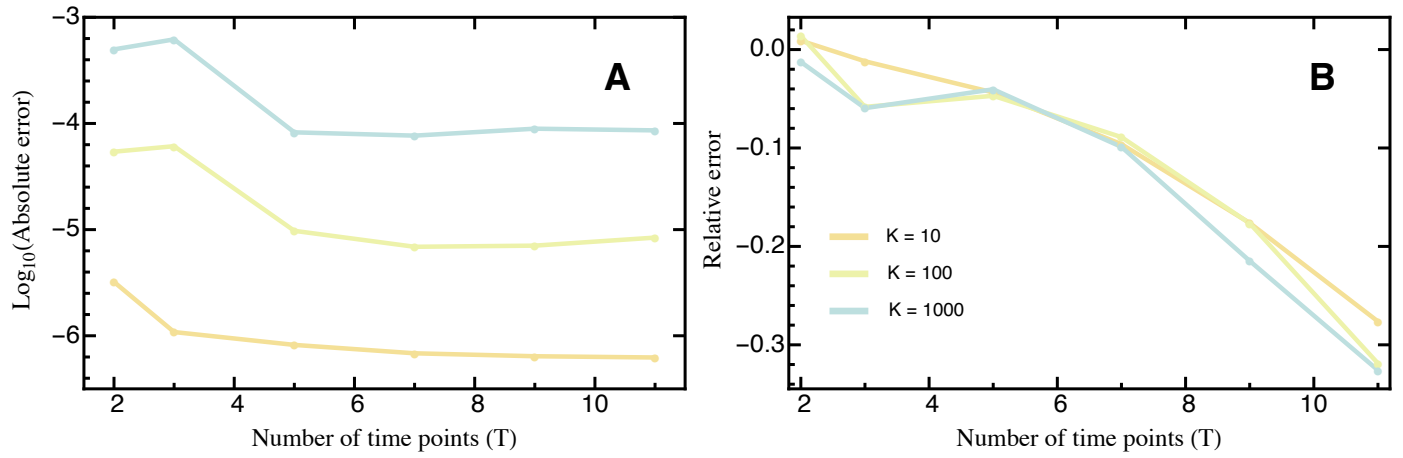 −3
−4
−5
−6
Log10(Absolute error)
A
2 4 6 8 10
Number of time points (T)
0.0
−0.1
−0.2
−0.3
Relative error
B
K = 10
K = 100
K = 1000
2 4 6 8 10
Number of time points (T)